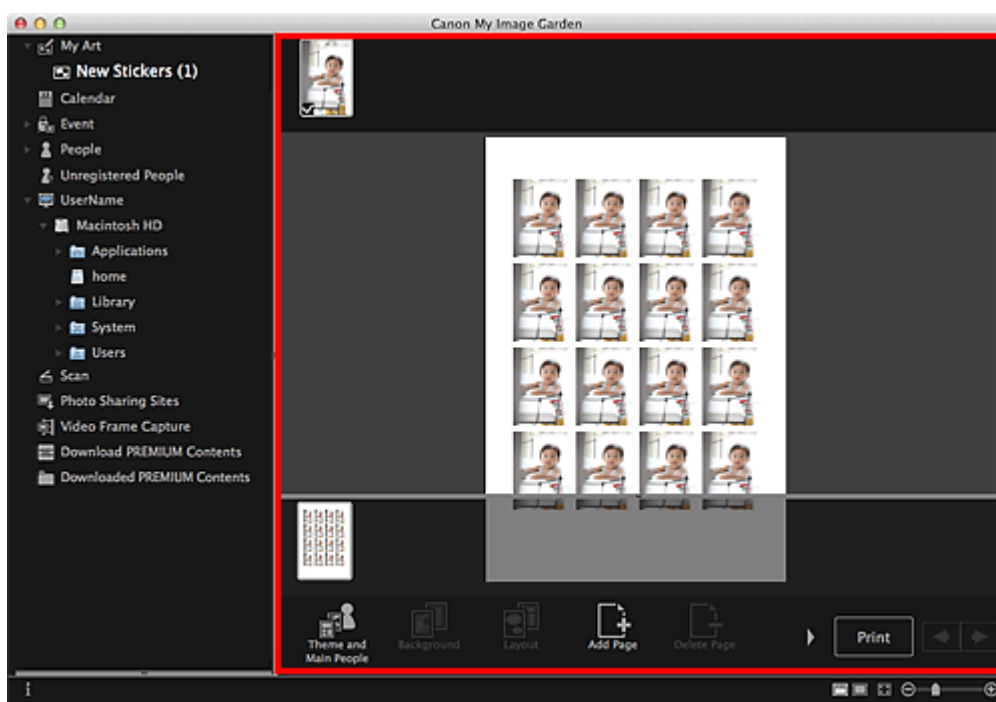 Canon My Image Garden
My Art
New Stickers (1)
Calendar
Event
People
Unregistered People
UserName
Macintosh HD
Applications
home
Library
System
Users
Scan
Photo Sharing Sites
Video Frame Capture
Download PREMIUM Contents
Downloaded PREMIUM Contents
Theme and
Main People
Background
Layout
Add Page
Delete Page
Print
i